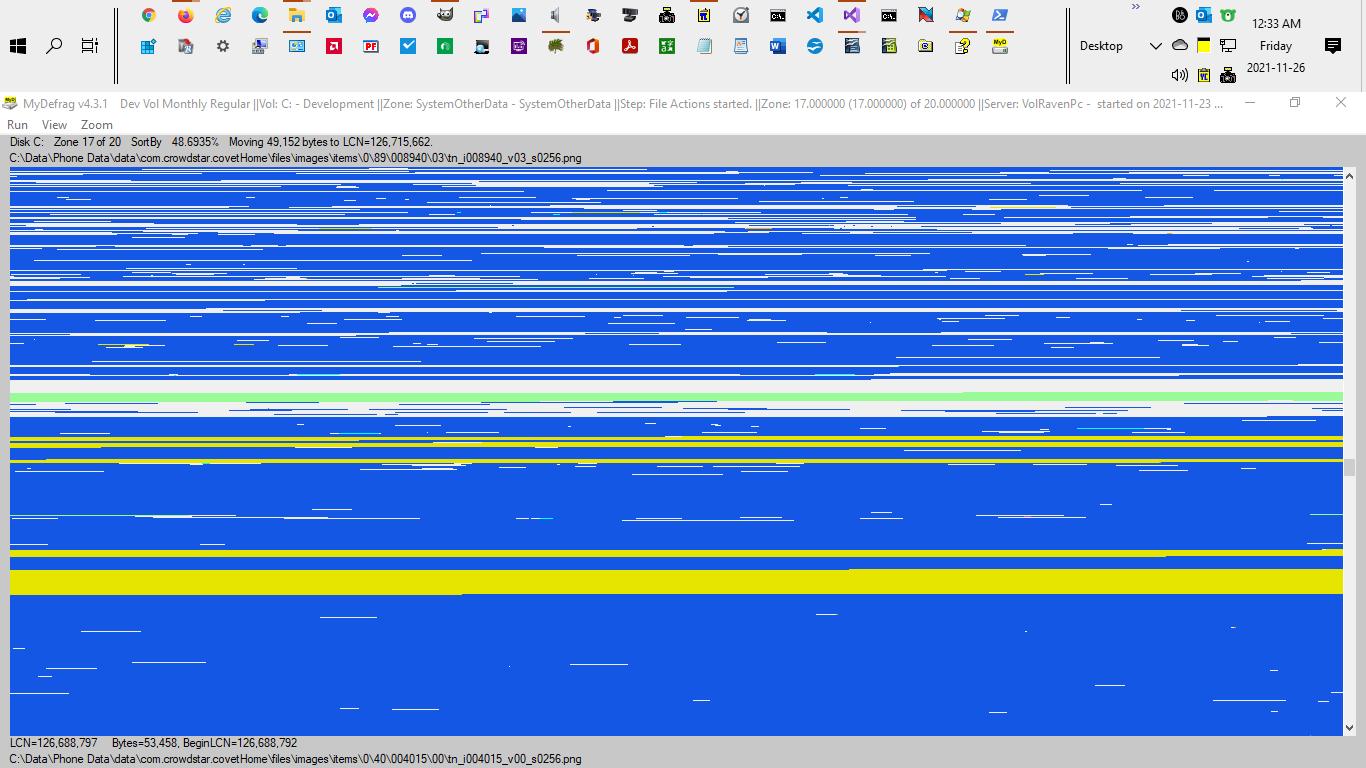 »
12:33 AM
Desktop
Friday
2021-11-26
MyDefrag v4.3.1 Dev Vol Monthly Regular ||Vol: C: - Development ||Zone: SystemOtherData - SystemOtherData ||Step: File Actions started. ||Zone: 17.000000 (17.000000) of 20.000000 ||Server: VolRavenPc - started on 2021-11-23 ...
Run View Zoom
Disk C: Zone 17 of 20 SortBy 48.6935% Moving 49,152 bytes to LCN=126,715,662.
C:\Data\Phone Data\data\com.crowdstar.covetHome\files\images\items\0\89\008940\03\tn_i008940_v03_s0256.png
LCN=126,688,797 Bytes=53,458, BeginLCN=126,688,792
C:\Data\Phone Data\data\com.crowdstar.covetHome\files\images\items\0\40\004015\00\tn_i004015_v00_s0256.png